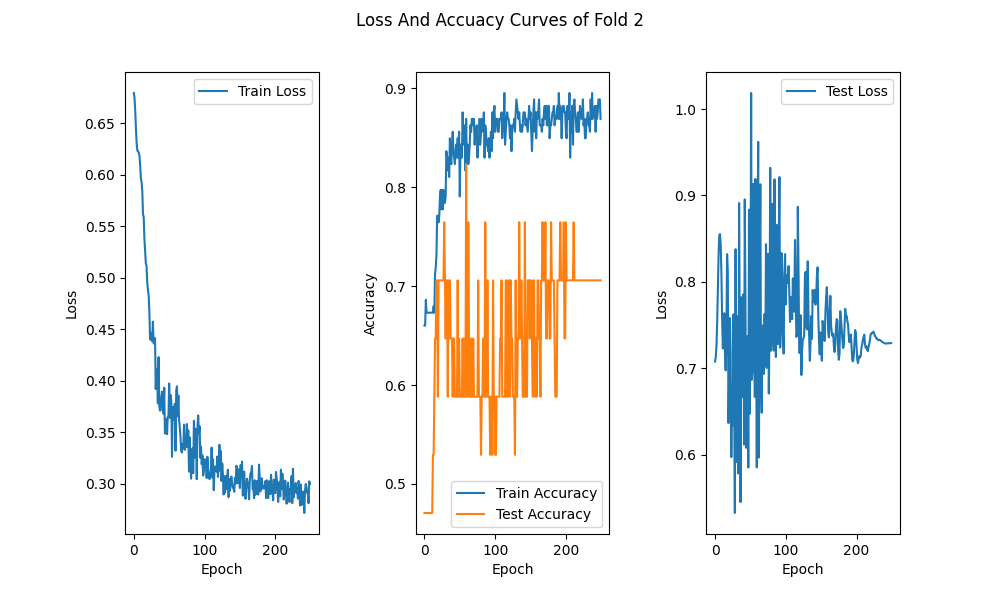 Loss And Accuacy Curves of Fold 2
Train Loss
0.65
0.60
0.55
0.50
0.45
0.40
0.35
0.30
Loss
0
100
200
Epoch
0.9
0.8
0.7
0.6
0.5
Accuracy
Train Accuracy
Test Accuracy
0
100
200
Epoch
Test Loss
1.0
0.9
0.8
0.7
0.6
Loss
0
100
200
Epoch